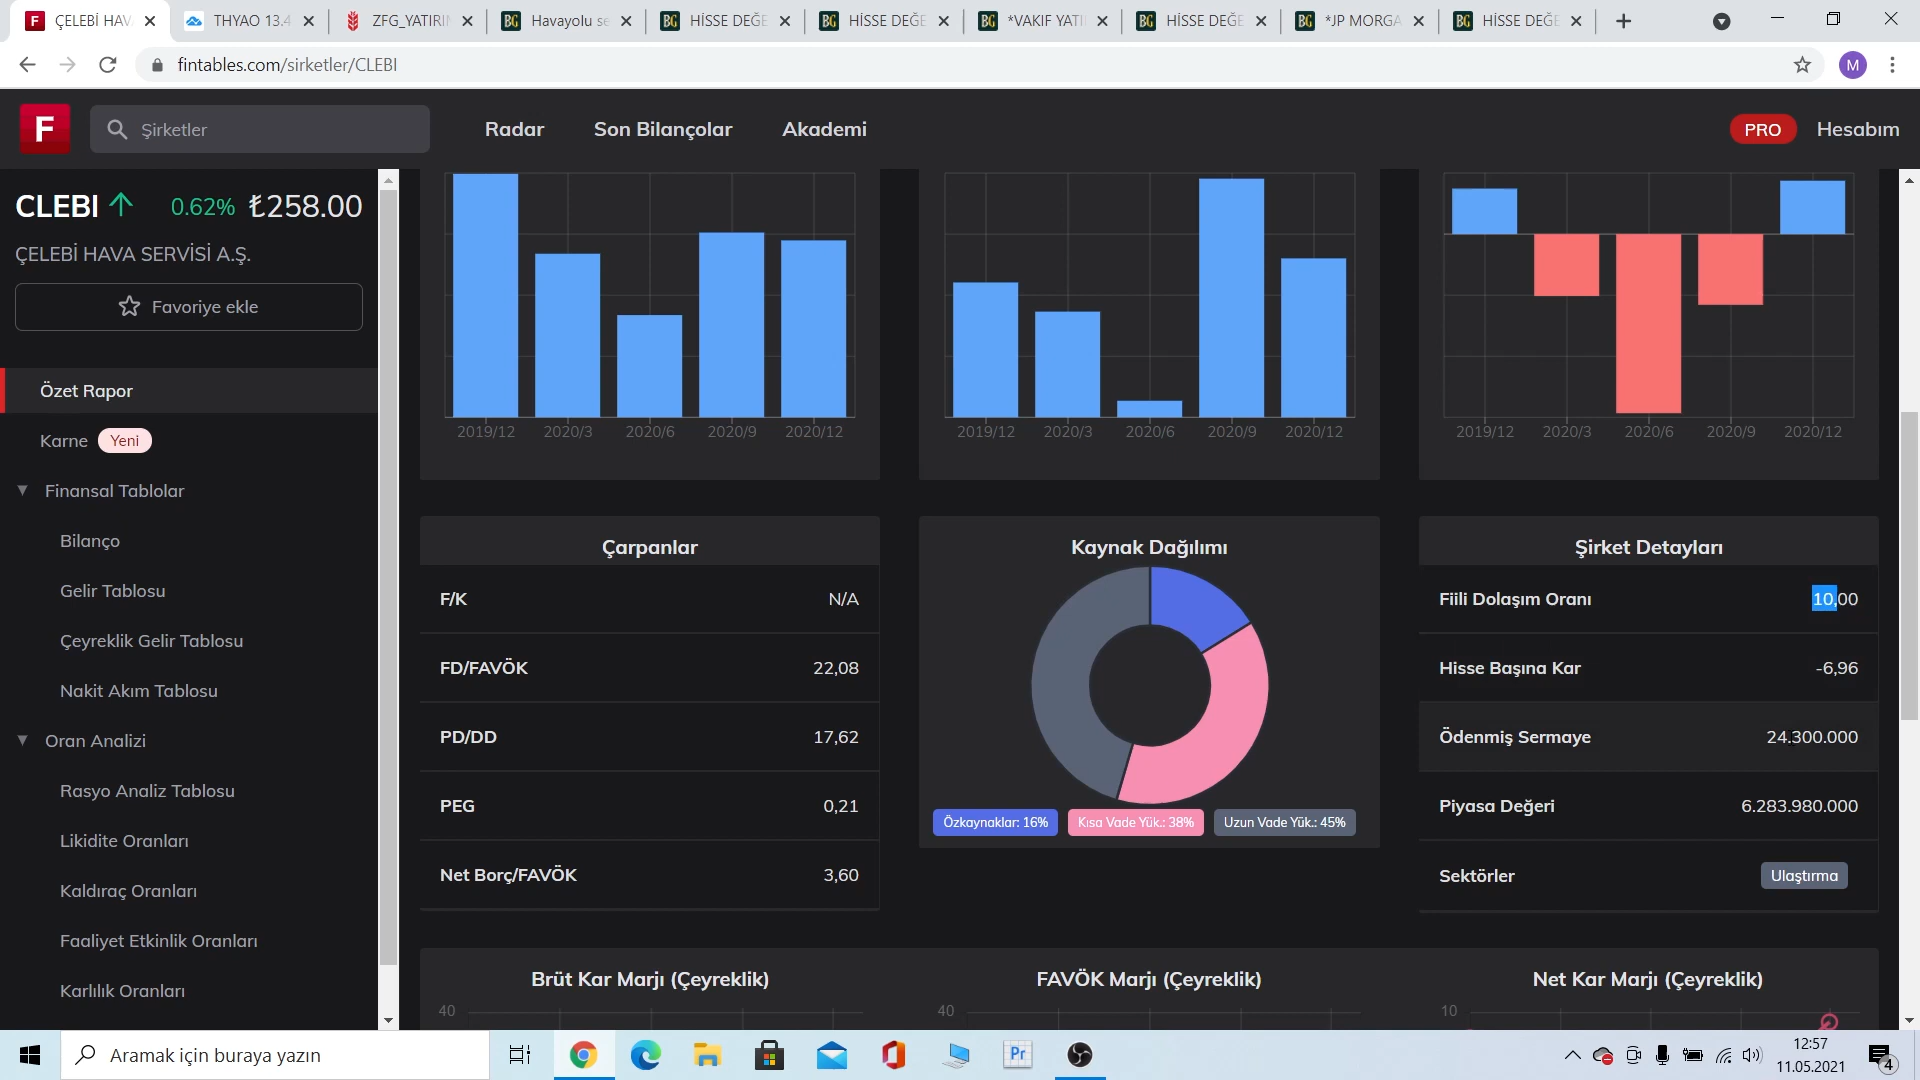 ÇELEBİ HAV
THYAO 13.4
ZFG_YATIRIM
Havayolu se
HİSSE DEĞE
HİSSE DEĞE
*VAKIF YATI
HİSSE DEĞE
*JP MORGA
HİSSE DEĞE
fintables.com/sirketler/CLEBI
M
F
Şirketler
Radar
Son Bilançolar
Akademi
PRO
Hesabım
CLEBI
0.62%
₺258.00
ÇELEBİ HAVA SERVİSİ A.Ş.
Favoriye ekle
Özet Rapor
Karne
Yeni
Finansal Tablolar
Bilanço
Gelir Tablosu
Çeyreklik Gelir Tablosu
Nakit Akım Tablosu
Oran Analizi
Rasyo Analiz Tablosu
Likidite Oranları
Kaldıraç Oranları
Faaliyet Etkinlik Oranları
Karlılık Oranları
2019/12 2020/3 2020/6 2020/9 2020/12
2019/12 2020/3 2020/6 2020/9 2020/12
2019/12 2020/3 2020/6 2020/9 2020/12
Çarpanlar
F/K N/A
FD/FAVÖK 22,08
PD/DD 17,62
PEG 0,21
Net Borç/FAVÖK 3,60
Kaynak Dağılımı
Özkaynaklar: 16%
Kısa Vade Yük.: 38%
Uzun Vade Yük.: 45%
Şirket Detayları
Fiili Dolaşım Oranı 10,00
Hisse Başına Kar -6,96
Ödenmiş Sermaye 24.300.000
Piyasa Değeri 6.283.980.000
Sektörler Ulaştırma
Brüt Kar Marjı (Çeyreklik)
40
FAVÖK Marjı (Çeyreklik)
40
Net Kar Marjı (Çeyreklik)
10
Aramak için buraya yazın
Pr
12:57
11.05.2021
4